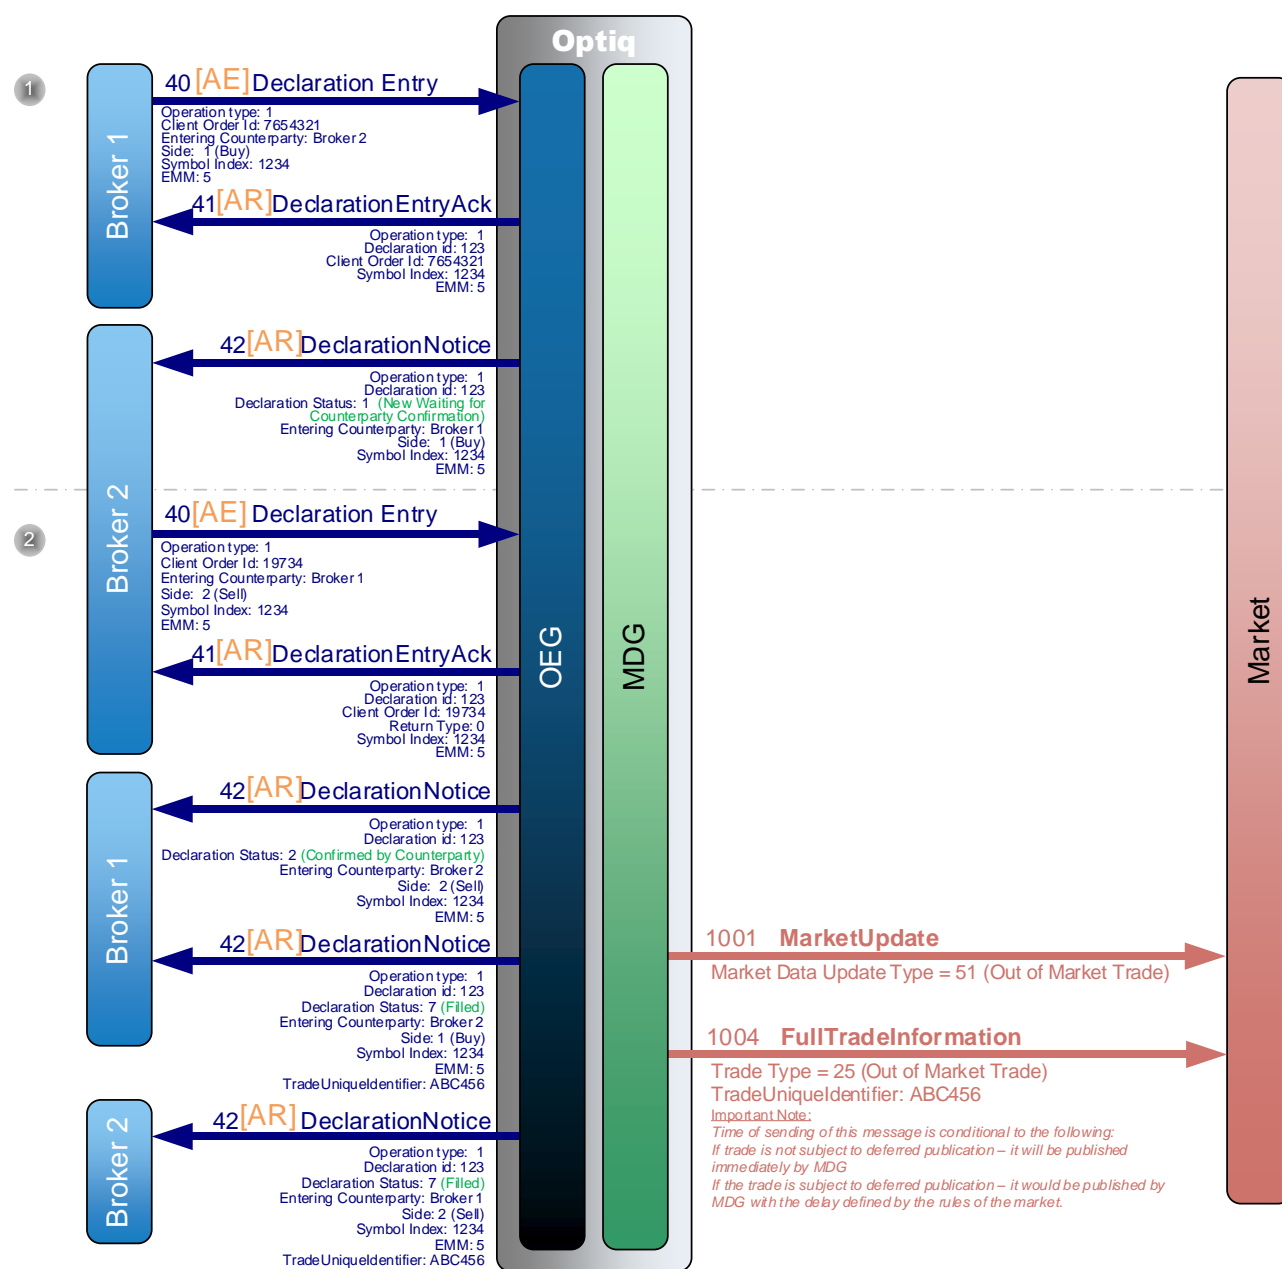 Optiq
1
Broker 1
40 [AE] Declaration Entry
Operation type: 1
Client Order Id: 7654321
Entering Counterparty: Broker 2
Side: 1 (Buy)
Symbol Index: 1234
EMM: 5
41 [AR] DeclarationEntryAck
Operation type: 1
Declaration id: 123
Client Order Id: 7654321
Symbol Index: 1234
EMM: 5
Broker 2
42 [AR] DeclarationNotice
Operation type: 1
Declaration id: 123
Declaration Status: 1 (New Waiting for
Counterparty Confirmation)
Entering Counterparty: Broker 1
Side: 1 (Buy)
Symbol Index: 1234
EMM: 5
2
40 [AE] Declaration Entry
Operation type: 1
Client Order Id: 19734
Entering Counterparty: Broker 1
Side: 2 (Sell)
Symbol Index: 1234
EMM: 5
41 [AR] DeclarationEntryAck
Operation type: 1
Declaration id: 123
Client Order Id: 19734
Return Type: 0
Symbol Index: 1234
EMM: 5
OEG
MDG
Market
Broker 1
42 [AR] DeclarationNotice
Operation type: 1
Declaration id: 123
Declaration Status: 2 (Confirmed by Counterparty)
Entering Counterparty: Broker 2
Side: 2 (Sell)
Symbol Index: 1234
EMM: 5
42 [AR] DeclarationNotice
Operation type: 1
Declaration id: 123
Declaration Status: 7 (Filled)
Entering Counterparty: Broker 2
Side: 1 (Buy)
Symbol Index: 1234
EMM: 5
TradeUniqueIdentifier: ABC456
1001 MarketUpdate
Market Data Update Type = 51 (Out of Market Trade)
1004 FullTradeInformation
Trade Type = 25 (Out of Market Trade)
TradeUniqueIdentifier: ABC456
Important Note:
Time of sending of this message is conditional to the following:
If trade is not subject to deferred publication – it will be published
immediately by MDG
If the trade is subject to deferred publication – it would be published by
MDG with the delay defined by the rules of the market.
Broker 2
42 [AR] DeclarationNotice
Operation type: 1
Declaration id: 123
Declaration Status: 7 (Filled)
Entering Counterparty: Broker 1
Side: 2 (Sell)
Symbol Index: 1234
EMM: 5
TradeUniqueIdentifier: ABC456